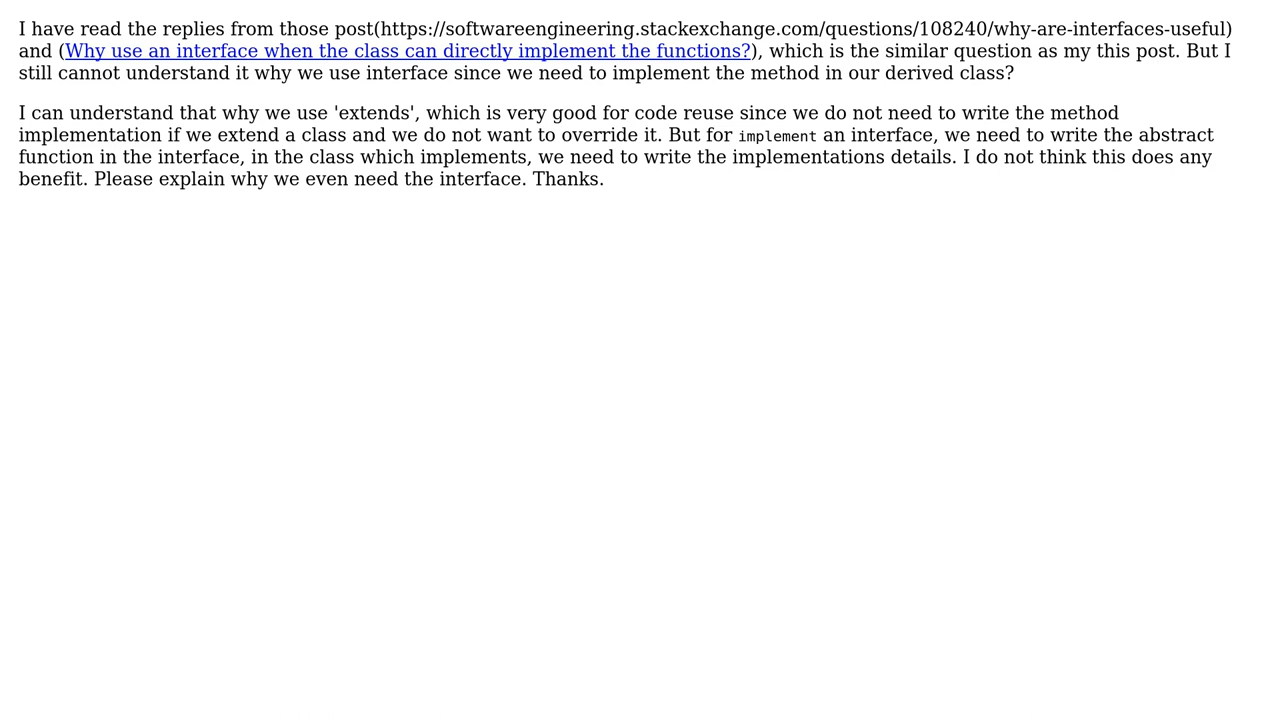 I have read the replies from those post(https://softwareengineering.stackexchange.com/questions/108240/why-are-interfaces-useful)
and (Why use an interface when the class can directly implement the functions?), which is the similar question as my this post. But I
still cannot understand it why we use interface since we need to implement the method in our derived class?
I can understand that why we use 'extends', which is very good for code reuse since we do not need to write the method
implementation if we extend a class and we do not want to override it. But for implement an interface, we need to write the abstract
function in the interface, in the class which implements, we need to write the implementations details. I do not think this does any
benefit. Please explain why we even need the interface. Thanks.